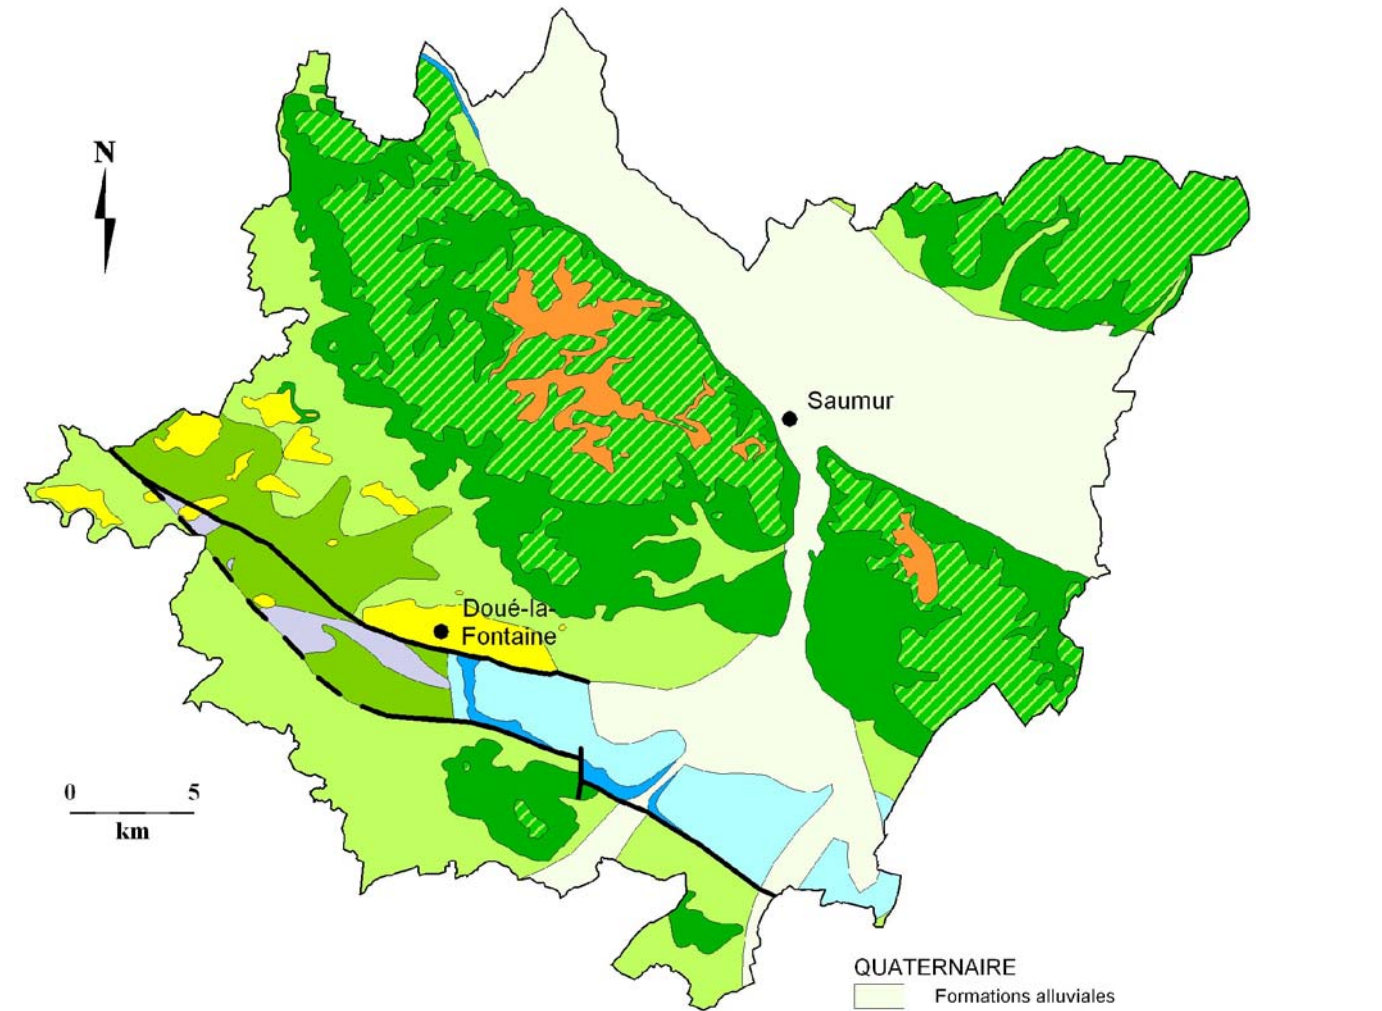 N
Saumur
Doué-la-
Fontaine
0 5
km
QUATERNAIRE
Formations alluviales